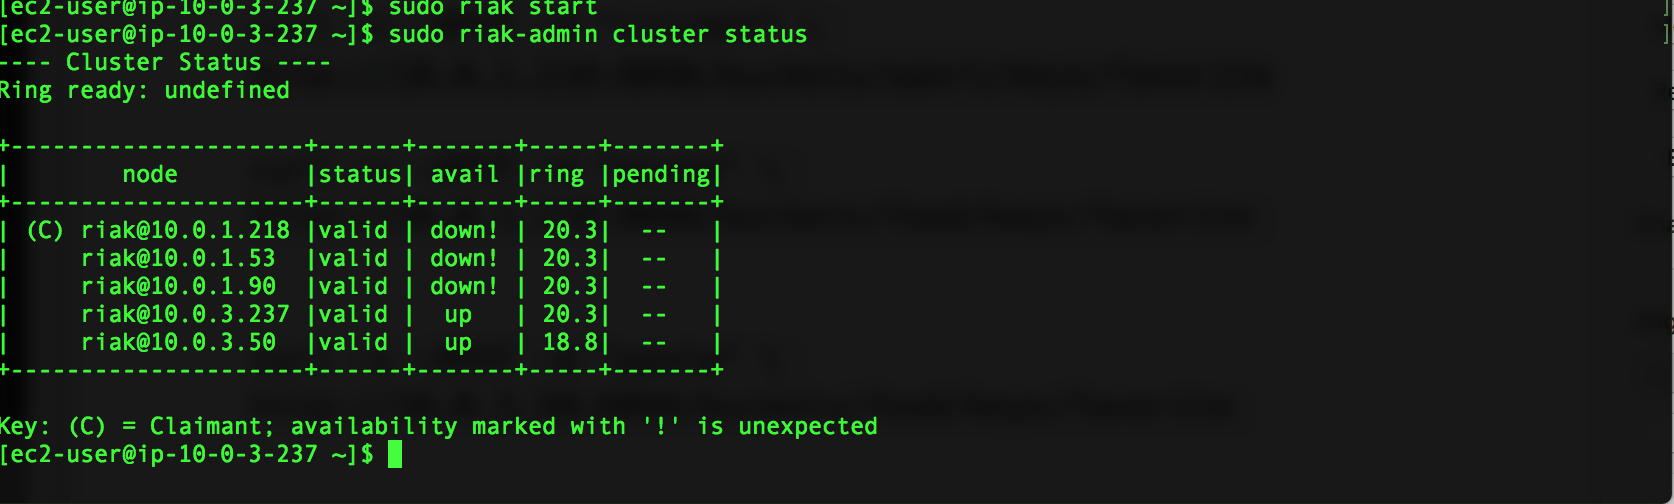 [ec2-user@ip-10-0-3-237 ~]$ sudo riak start ]
[ec2-user@ip-10-0-3-237 ~]$ sudo riak-admin cluster status ]
---- Cluster Status ----
Ring ready: undefined
+---------------------+------+-------+-----+-------+
|        node         |status| avail |ring |pending|
+---------------------+------+-------+-----+-------+
| (C) riak@10.0.1.218 |valid | down! | 20.3|  --   |
|     riak@10.0.1.53  |valid | down! | 20.3|  --   |
|     riak@10.0.1.90  |valid | down! | 20.3|  --   |
|     riak@10.0.3.237 |valid |  up   | 20.3|  --   |
|     riak@10.0.3.50  |valid |  up   | 18.8|  --   |
+---------------------+------+-------+-----+-------+
Key: (C) = Claimant; availability marked with '!' is unexpected
[ec2-user@ip-10-0-3-237 ~]$